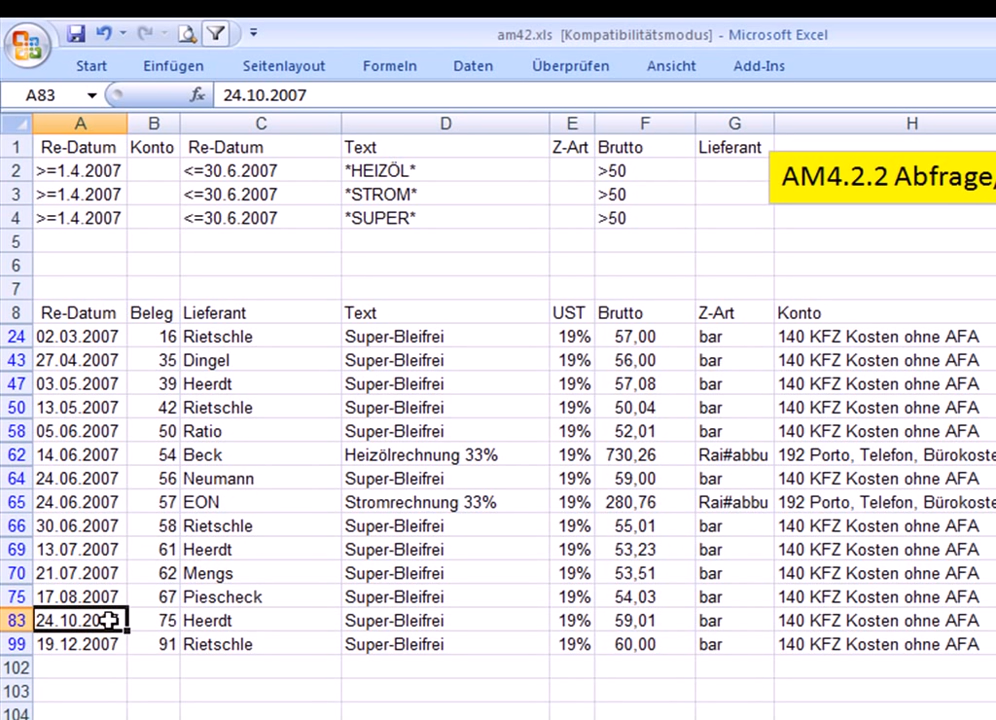 am42.xls [Kompatibilitätsmodus] - Microsoft Excel
Start Einfügen Seitenlayout Formeln Daten Überprüfen Ansicht Add-Ins
A83 fx 24.10.2007
A B C D E F G H
1 Re-Datum Konto Re-Datum Text Z-Art Brutto Lieferant
2 >=1.4.2007 <=30.6.2007 *HEIZÖL* >50
AM4.2.2 Abfrage/
3 >=1.4.2007 <=30.6.2007 *STROM* >50
4 >=1.4.2007 <=30.6.2007 *SUPER* >50
5
6
7
8 Re-Datum Beleg Lieferant Text UST Brutto Z-Art Konto
24 02.03.2007 16 Rietschle Super-Bleifrei 19% 57,00 bar 140 KFZ Kosten ohne AFA
43 27.04.2007 35 Dingel Super-Bleifrei 19% 56,00 bar 140 KFZ Kosten ohne AFA
47 03.05.2007 39 Heerdt Super-Bleifrei 19% 57,08 bar 140 KFZ Kosten ohne AFA
50 13.05.2007 42 Rietschle Super-Bleifrei 19% 50,04 bar 140 KFZ Kosten ohne AFA
58 05.06.2007 50 Ratio Super-Bleifrei 19% 52,01 bar 140 KFZ Kosten ohne AFA
62 14.06.2007 54 Beck Heizölrechnung 33% 19% 730,26 Rai#abbu 192 Porto, Telefon, Bürokoste
64 24.06.2007 56 Neumann Super-Bleifrei 19% 59,00 bar 140 KFZ Kosten ohne AFA
65 24.06.2007 57 EON Stromrechnung 33% 19% 280,76 Rai#abbu 192 Porto, Telefon, Bürokoste
66 30.06.2007 58 Rietschle Super-Bleifrei 19% 55,01 bar 140 KFZ Kosten ohne AFA
69 13.07.2007 61 Heerdt Super-Bleifrei 19% 53,23 bar 140 KFZ Kosten ohne AFA
70 21.07.2007 62 Mengs Super-Bleifrei 19% 53,51 bar 140 KFZ Kosten ohne AFA
75 17.08.2007 67 Piescheck Super-Bleifrei 19% 54,03 bar 140 KFZ Kosten ohne AFA
83 24.10.2007 75 Heerdt Super-Bleifrei 19% 59,01 bar 140 KFZ Kosten ohne AFA
99 19.12.2007 91 Rietschle Super-Bleifrei 19% 60,00 bar 140 KFZ Kosten ohne AFA
102
103
104